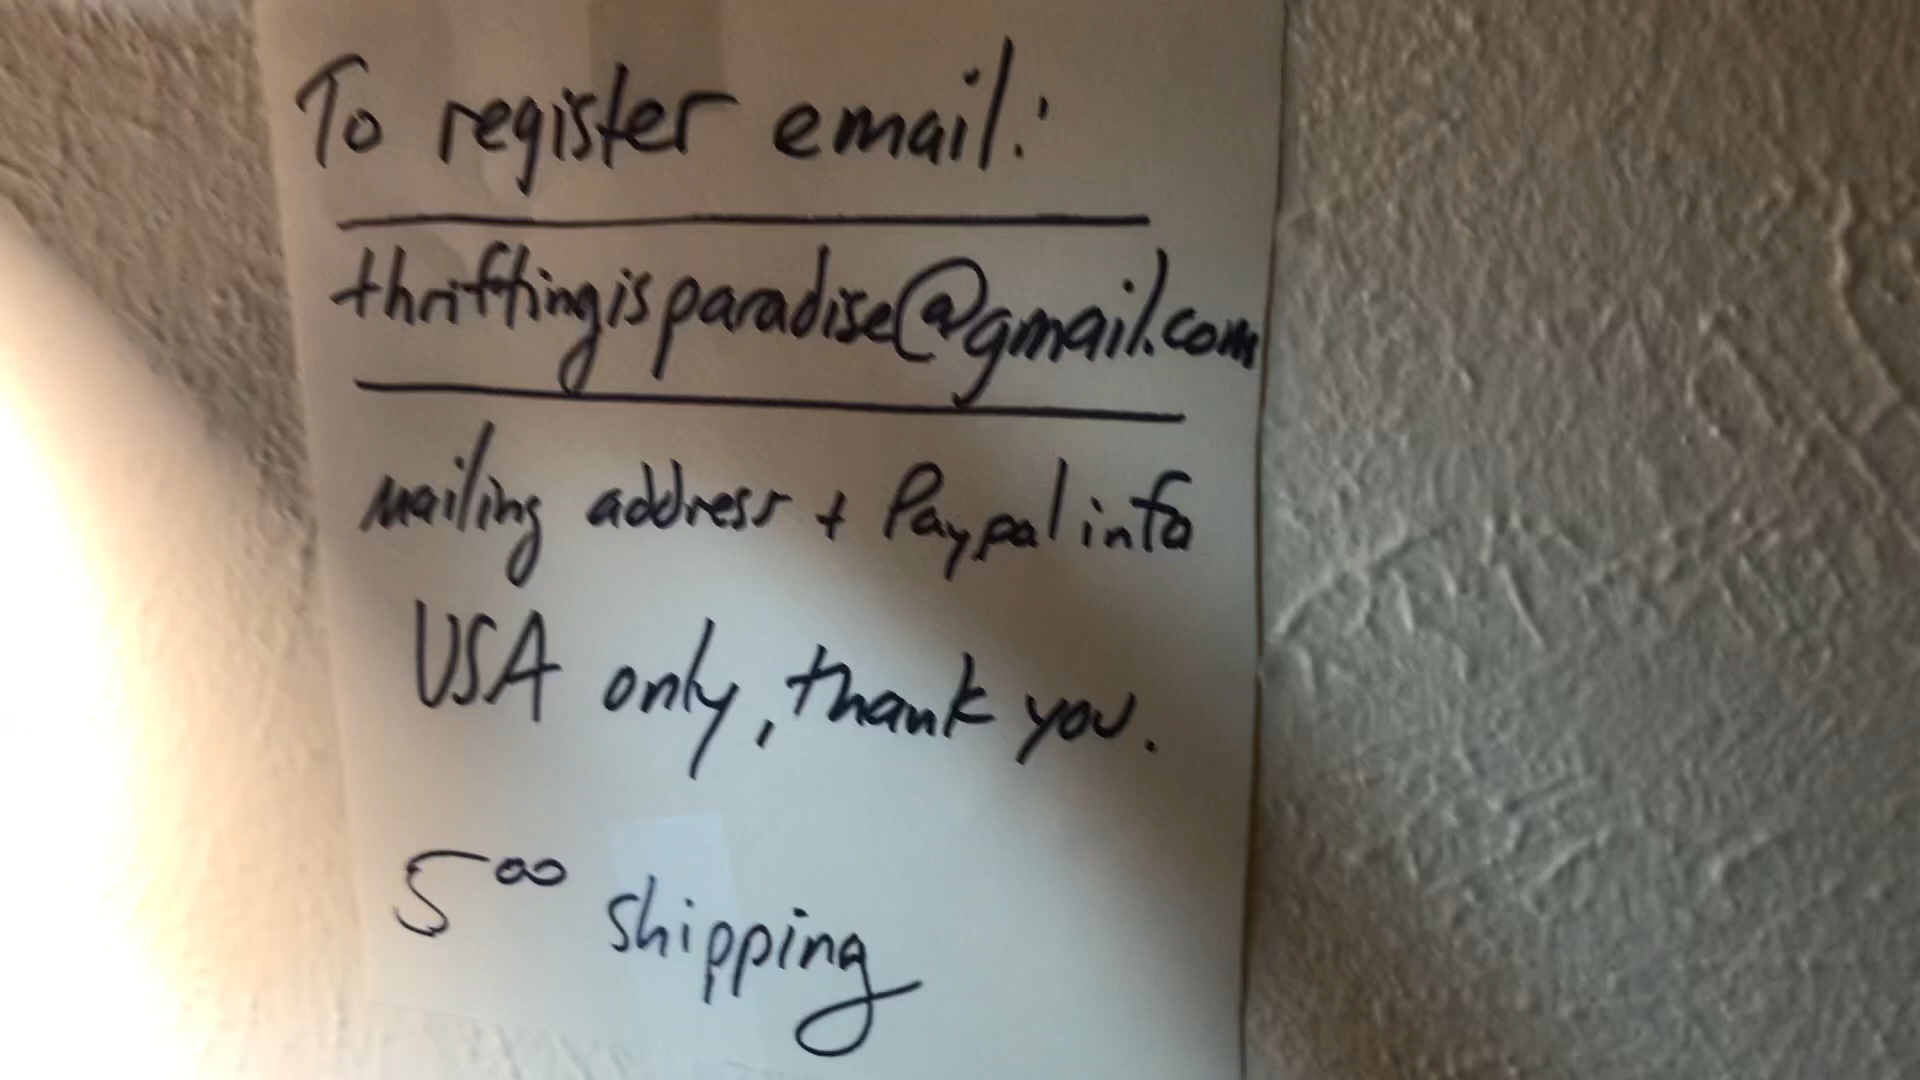 To register email:
thriftingisparadise@gmail.com
mailing address + Paypal info
USA only, thank you.
5⁰⁰ shipping